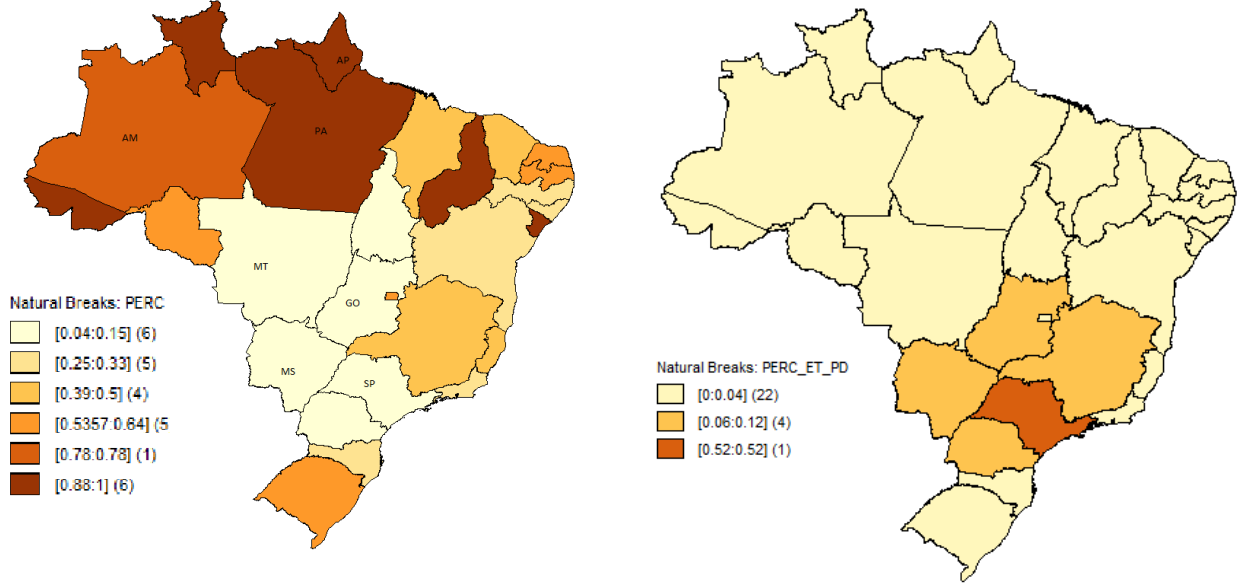 AP
AM
PA
MT
GO
MS
SP
Natural Breaks: PERC
[0.04:0.15] (6)
[0.25:0.33] (5)
[0.39:0.5] (4)
[0.5357:0.64] (5
[0.78:0.78] (1)
[0.88:1] (6)
Natural Breaks: PERC_ET_PD
[0:0.04] (22)
[0.06:0.12] (4)
[0.52:0.52] (1)